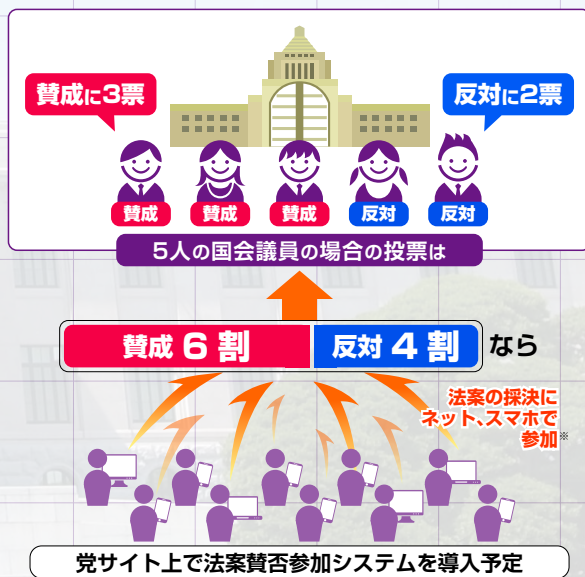 賛成に3票
反対に2票
賛成
賛成
賛成
反対
反対
5人の国会議員の場合の投票は
賛成 6 割
反対 4 割
なら
法案の採決に
ネット、スマホで
参加※
党サイト上で法案賛否参加システムを導入予定